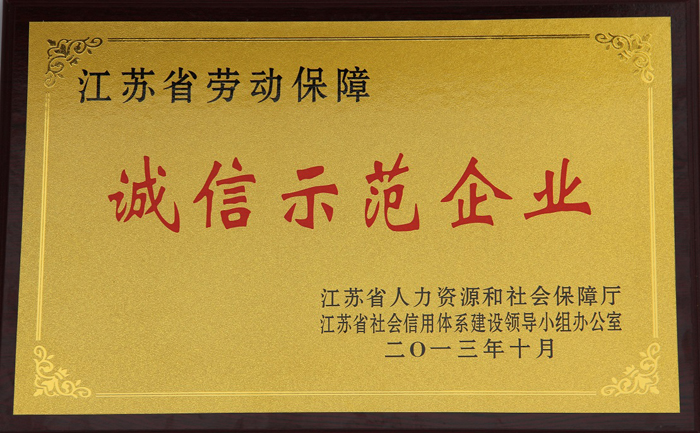 江苏省劳动保障
诚信示范企业
江苏省人力资源和社会保障厅
江苏省社会信用体系建设领导小组办公室
二〇一三年十月